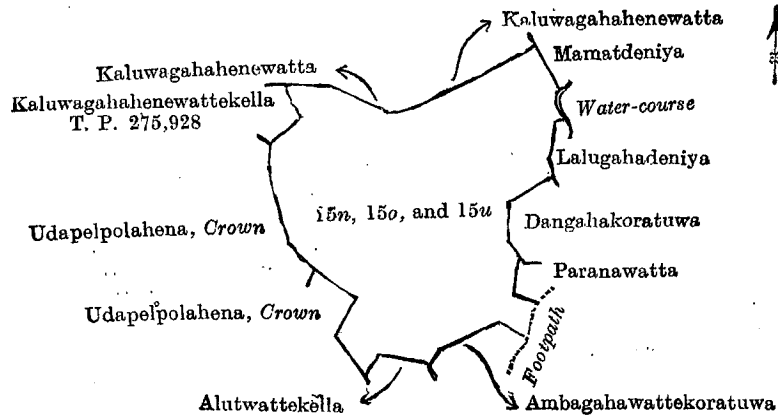 Kaluwagahahenewatta
Mamatdeniya
Kaluwagahahenewatta
Kaluwagahahenewattekella
T. P. 275,928
Water-course
Lalugahadeniya
15n, 15o, and 15u
Udapelpolahena, Crown
Dangahakoratuwa
Paranawatta
Udapelpolahena, Crown
Footpath
Alutwattekëlla
Ambagahawattekoratuwa